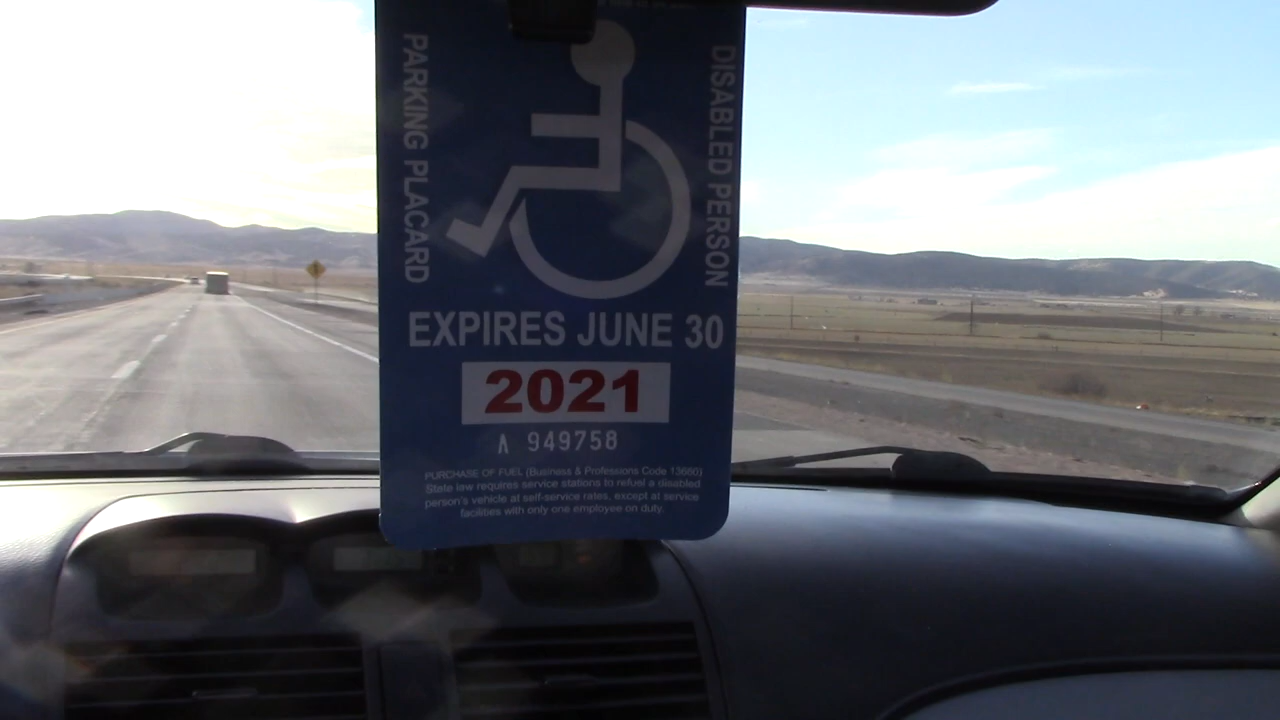 PARKING PLACARD
DISABLED PERSON
EXPIRES JUNE 30
2021
A 949758
PURCHASE OF FUEL (Business & Professions Code 13660)
State law requires service stations to refuel a disabled
person's vehicle at self-service rates, except at service
facilities with only one employee on duty.